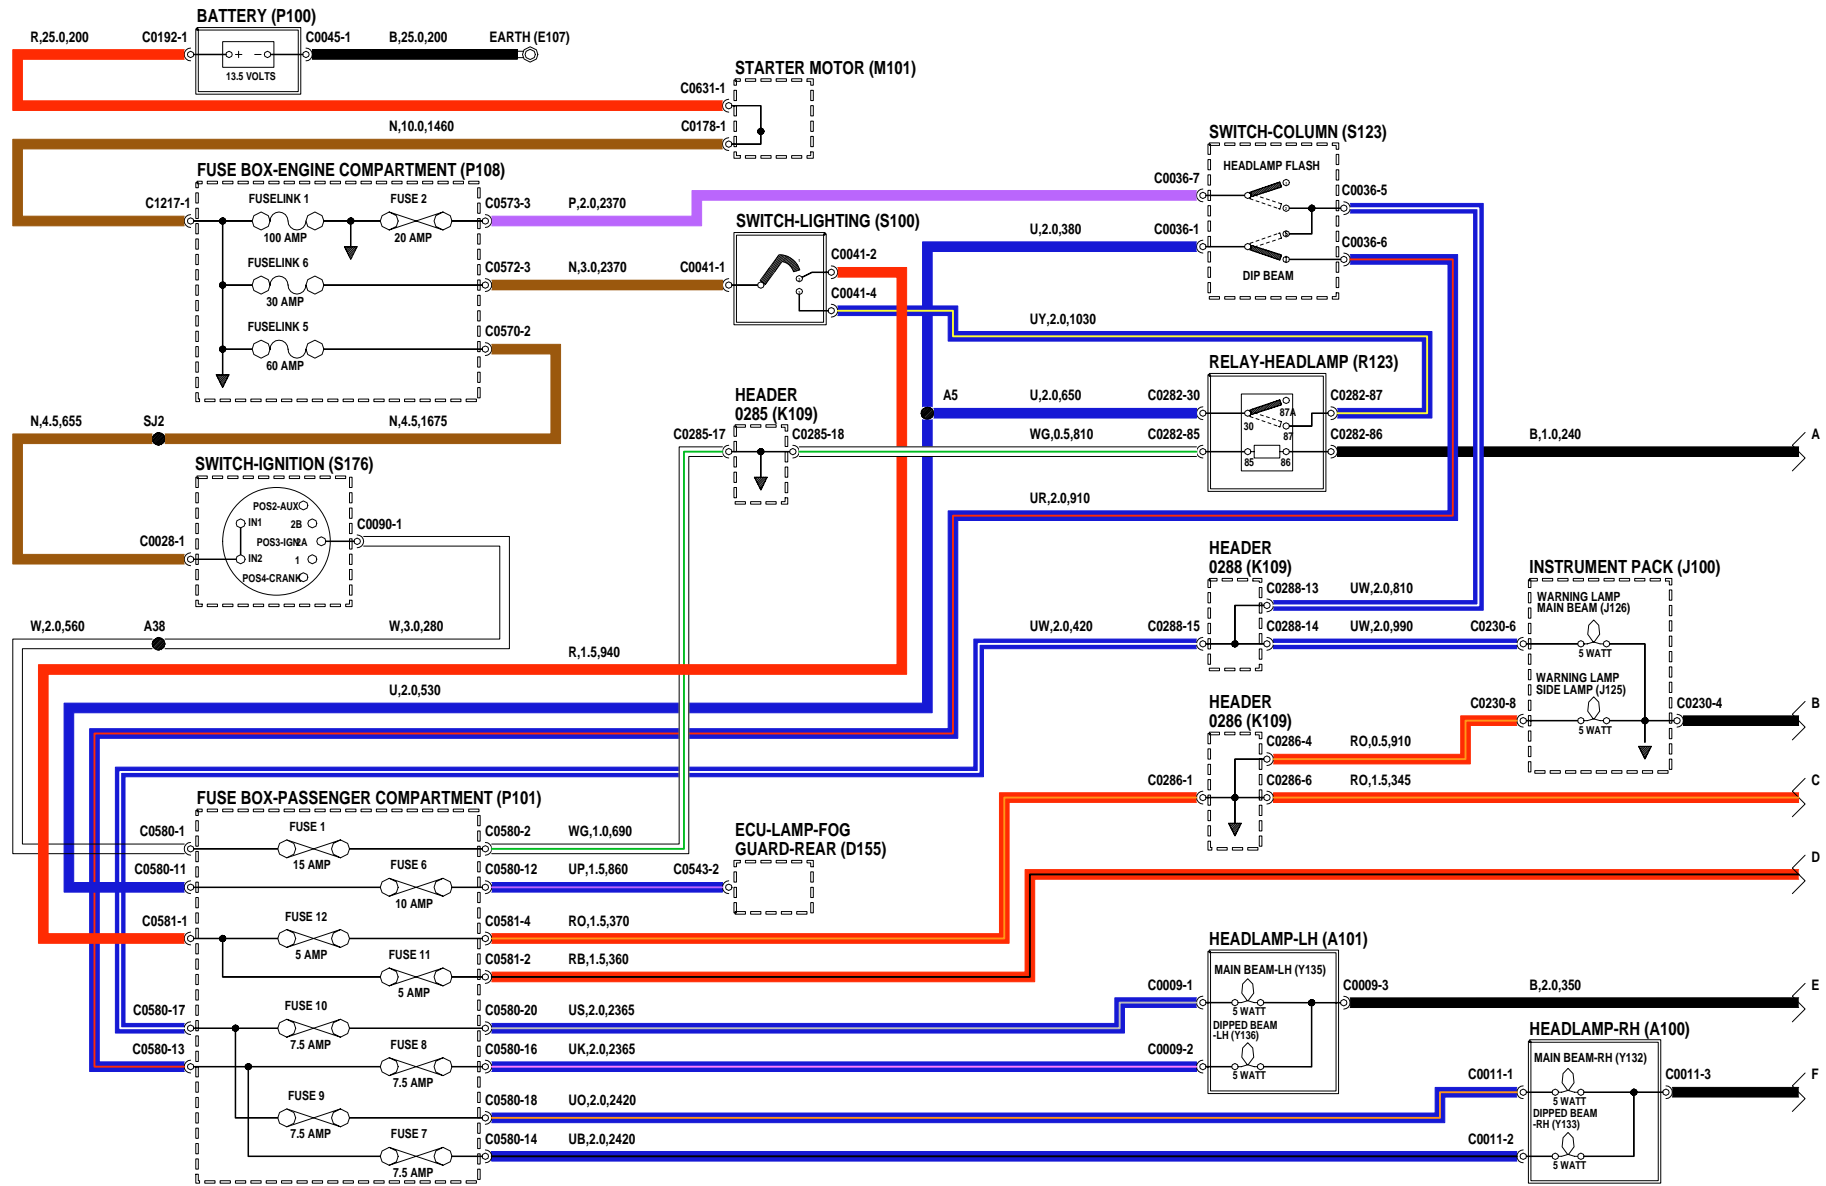 BATTERY (P100)
R,25.0,200
C0192-1
C0045-1
B,25.0,200
EARTH (E107)
+ −
13.5 VOLTS
STARTER MOTOR (M101)
C0631-1
N,10.0,1460
C0178-1
SWITCH-COLUMN (S123)
HEADLAMP FLASH
C0036-7
C0036-5
C0036-1
C0036-6
DIP BEAM
FUSE BOX-ENGINE COMPARTMENT (P108)
C1217-1
FUSELINK 1
100 AMP
FUSE 2
20 AMP
C0573-3
P,2.0,2370
FUSELINK 6
30 AMP
C0572-3
N,3.0,2370
FUSELINK 5
60 AMP
C0570-2
SWITCH-LIGHTING (S100)
C0041-1
C0041-2
C0041-4
1
U,2.0,380
UY,2.0,1030
RELAY-HEADLAMP (R123)
A5
U,2.0,650
C0282-30
C0282-87
87A
30
87
WG,0.5,810
C0282-85
C0282-86
85
86
B,1.0,240
A
HEADER
0285 (K109)
C0285-17
C0285-18
N,4.5,655
SJ2
N,4.5,1675
SWITCH-IGNITION (S176)
POS2-AUX
IN1
2B
POS3-IGN
2A
IN2
1
POS4-CRANK
C0028-1
C0090-1
UR,2.0,910
W,2.0,560
A38
W,3.0,280
R,1.5,940
U,2.0,530
HEADER
0288 (K109)
C0288-13
UW,2.0,810
UW,2.0,420
C0288-15
C0288-14
UW,2.0,990
C0230-6
INSTRUMENT PACK (J100)
WARNING LAMP
MAIN BEAM (J126)
5 WATT
WARNING LAMP
SIDE LAMP (J125)
5 WATT
C0230-8
C0230-4
B
HEADER
0286 (K109)
C0286-4
RO,0.5,910
C0286-1
C0286-6
RO,1.5,345
C
FUSE BOX-PASSENGER COMPARTMENT (P101)
C0580-1
FUSE 1
15 AMP
C0580-2
WG,1.0,690
C0580-11
FUSE 6
10 AMP
C0580-12
UP,1.5,860
C0543-2
ECU-LAMP-FOG
GUARD-REAR (D155)
D
C0581-1
FUSE 12
5 AMP
C0581-4
RO,1.5,370
FUSE 11
5 AMP
C0581-2
RB,1.5,360
C0580-17
FUSE 10
7.5 AMP
C0580-20
US,2.0,2365
C0580-13
FUSE 8
7.5 AMP
C0580-16
UK,2.0,2365
FUSE 9
7.5 AMP
C0580-18
UO,2.0,2420
FUSE 7
7.5 AMP
C0580-14
UB,2.0,2420
HEADLAMP-LH (A101)
MAIN BEAM-LH (Y135)
C0009-1
5 WATT
C0009-3
B,2.0,350
E
DIPPED BEAM
-LH (Y136)
C0009-2
5 WATT
HEADLAMP-RH (A100)
MAIN BEAM-RH (Y132)
C0011-1
5 WATT
C0011-3
F
DIPPED BEAM
-RH (Y133)
C0011-2
5 WATT